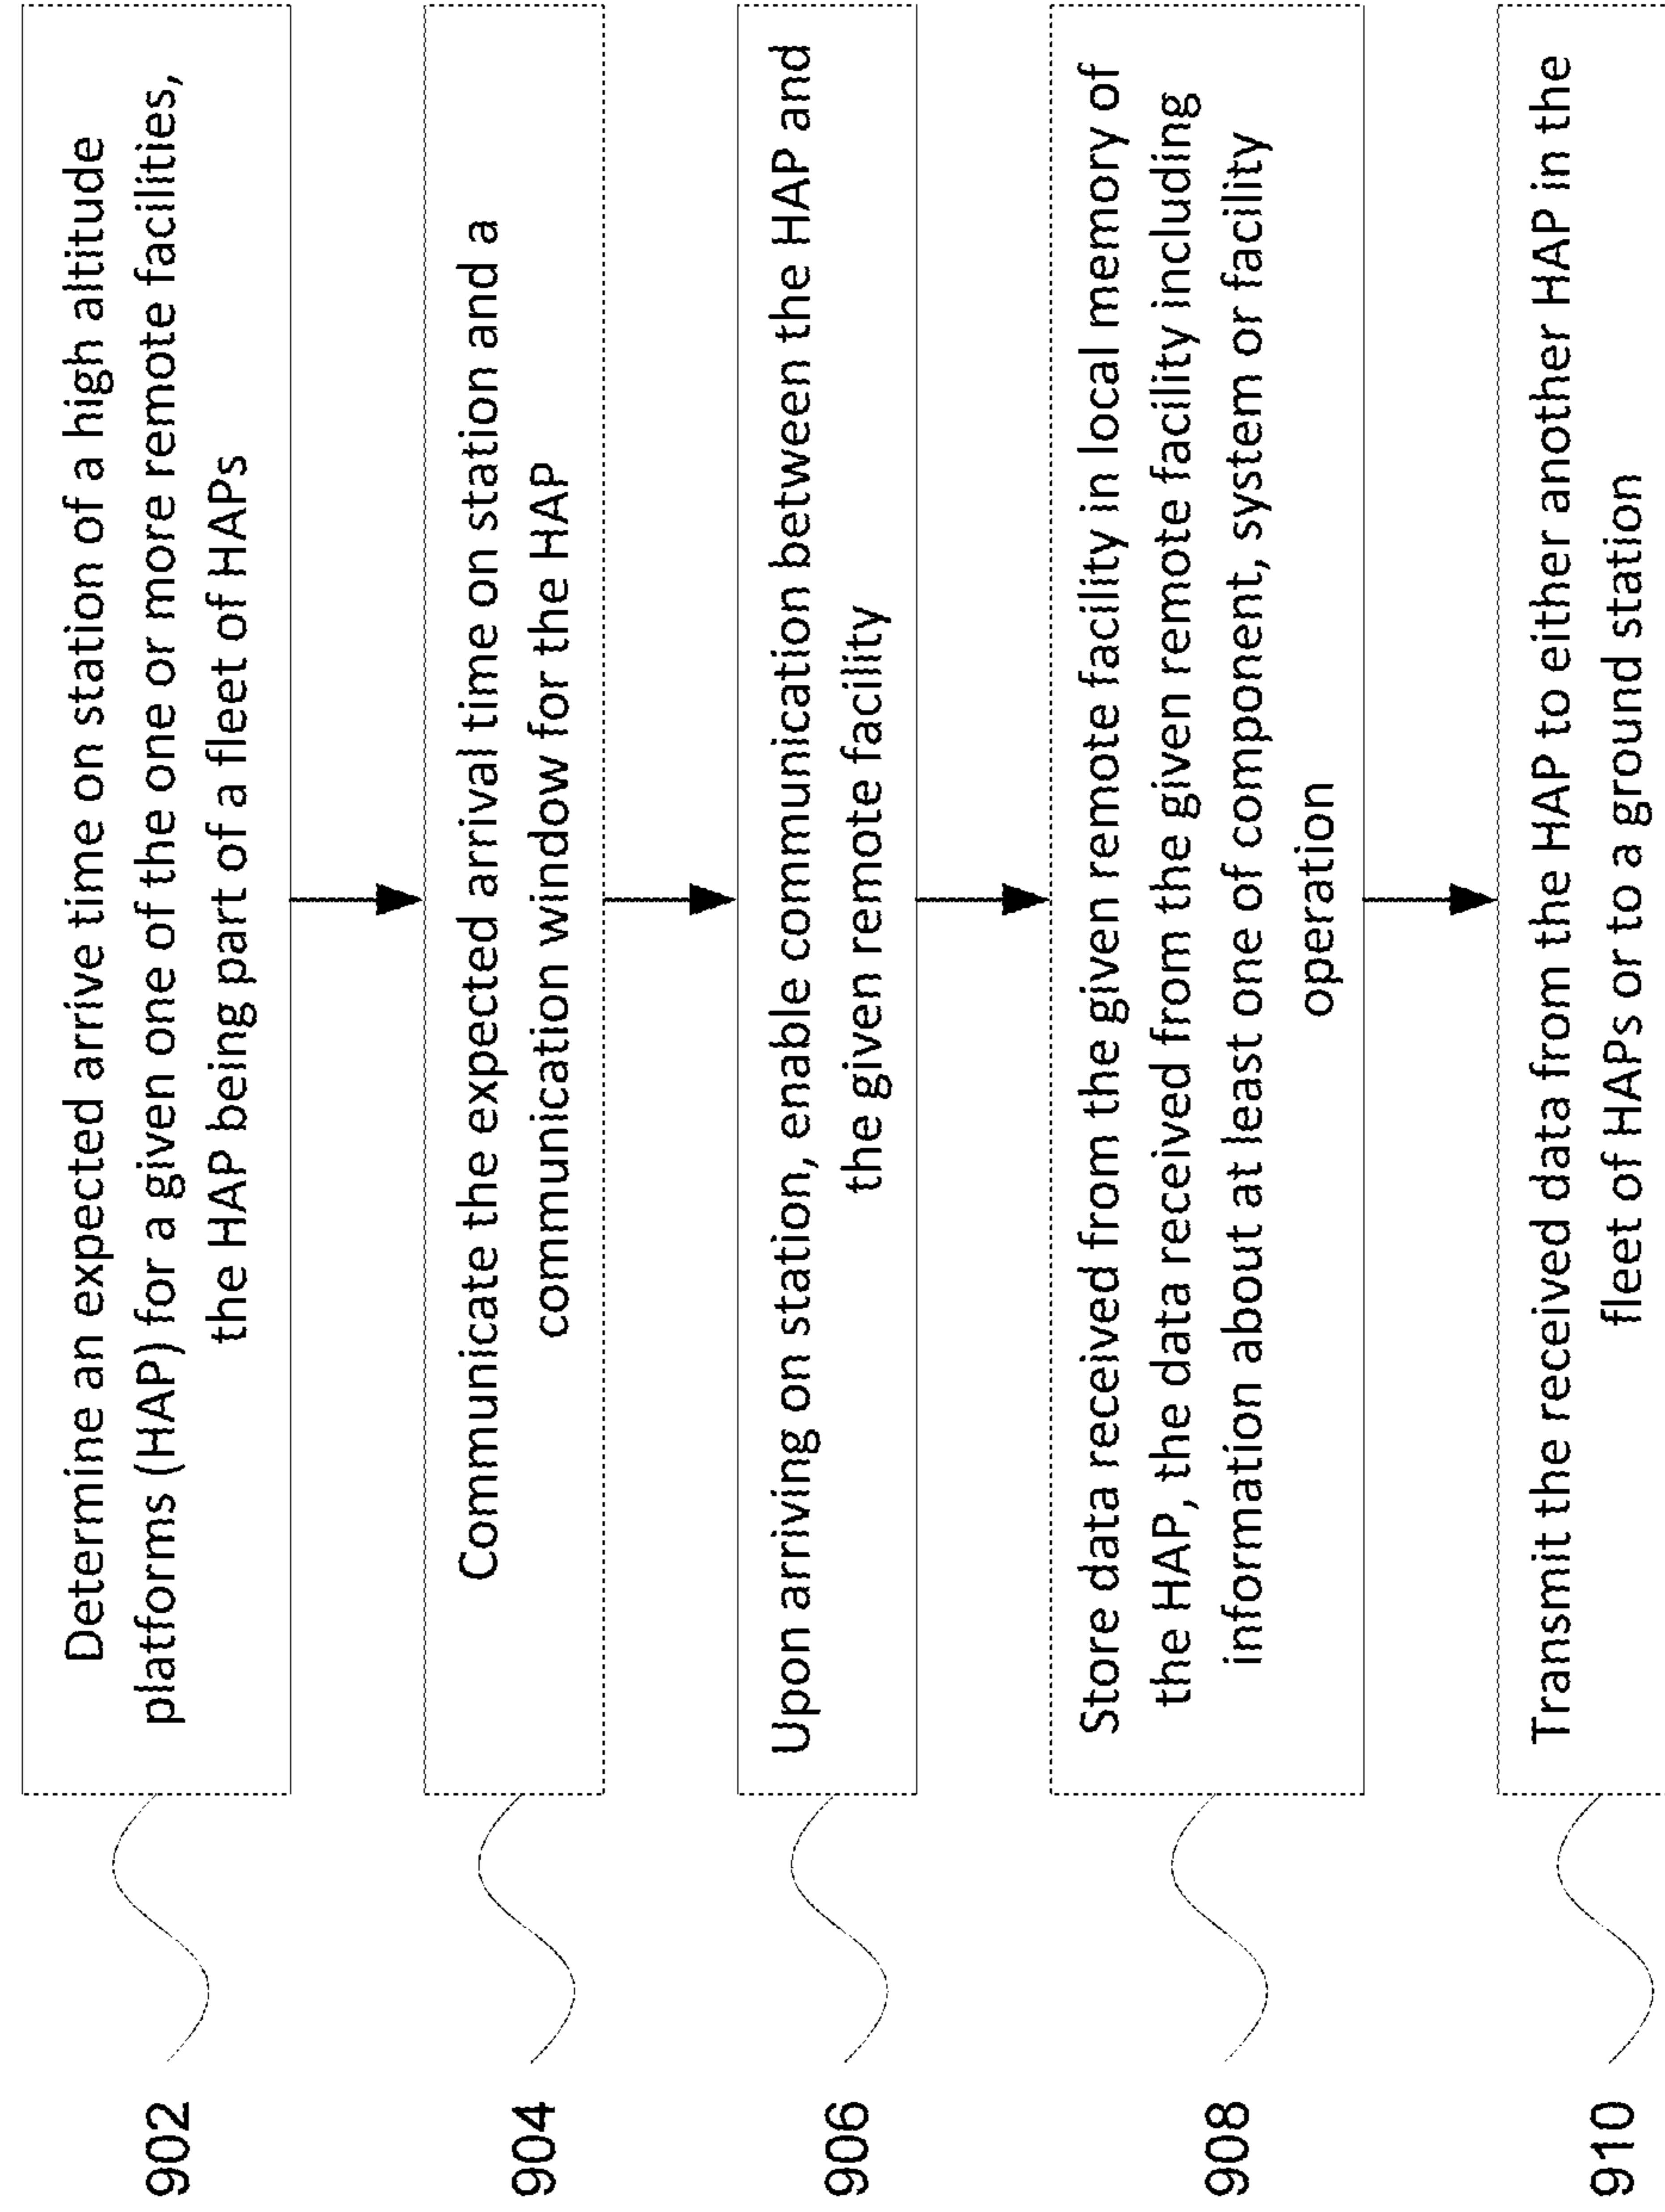 902
Determine an expected arrive time on station of a high altitude
platforms (HAP) for a given one of the one or more remote facilities,
the HAP being part of a fleet of HAPs
904
Communicate the expected arrival time on station and a
communication window for the HAP
906
Upon arriving on station, enable communication between the HAP and
the given remote facility
908
Store data received from the given remote facility in local memory of
the HAP, the data received from the given remote facility including
information about at least one of component, system or facility
operation
910
Transmit the received data from the HAP to either another HAP in the
fleet of HAPs or to a ground station